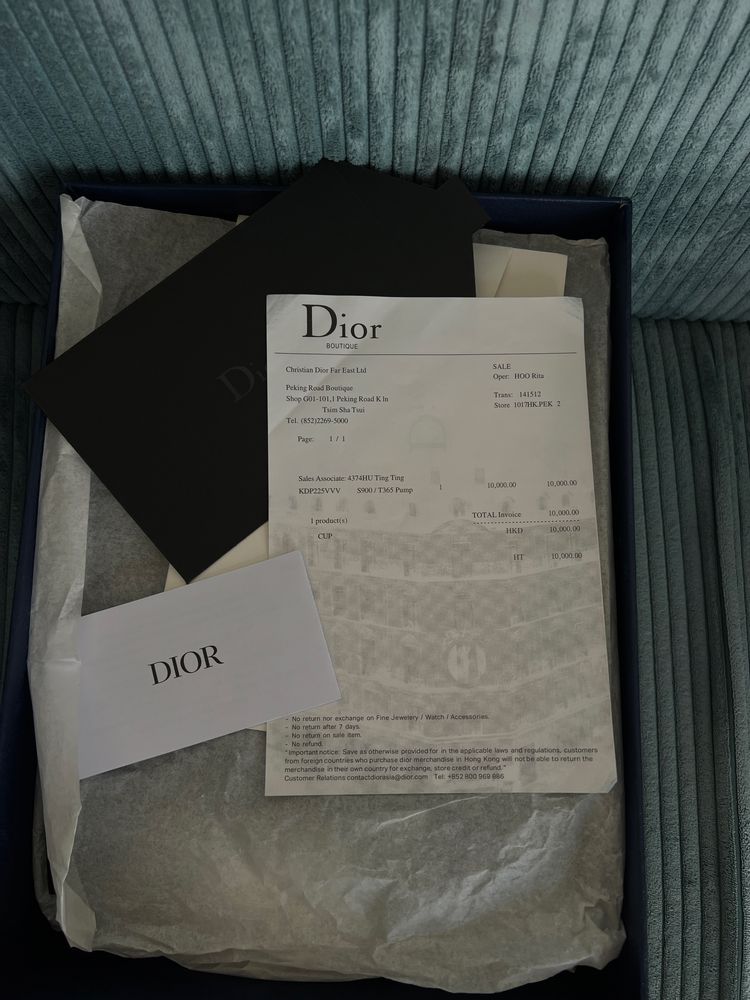 Dior
BOUTIQUE
Christian Dior Far East Ltd
SALE
Oper: HOO Rita
Peking Road Boutique
Shop G01-101,1 Peking Road K ln
Tsim Sha Tsui
Tel. (852)2269-5000
Trans: 141512
Store 1017HK.PEK 2
Page: 1 / 1
Sales Associate: 4374HU Ting Ting
KDP225VVV S900 / T365 Pump 1 10,000.00 10,000.00
TOTAL Invoice 10,000.00
1 product(s)
HKD 10,000.00
CUP
HT 10,000.00
- No return nor exchange on Fine Jewelery / Watch / Accessories.
- No return after 7 days.
- No return on sale item.
- No refund.
"Important notice: Save as otherwise provided for in the applicable laws and regulations, customers
from foreign countries who purchase dior merchandise in Hong Kong will not be able to return the
merchandise in their own country for exchange, store credit or refund."
Customer Relations contactdiorasia@dior.com Tel: +852 800 969 886
Di
DIOR